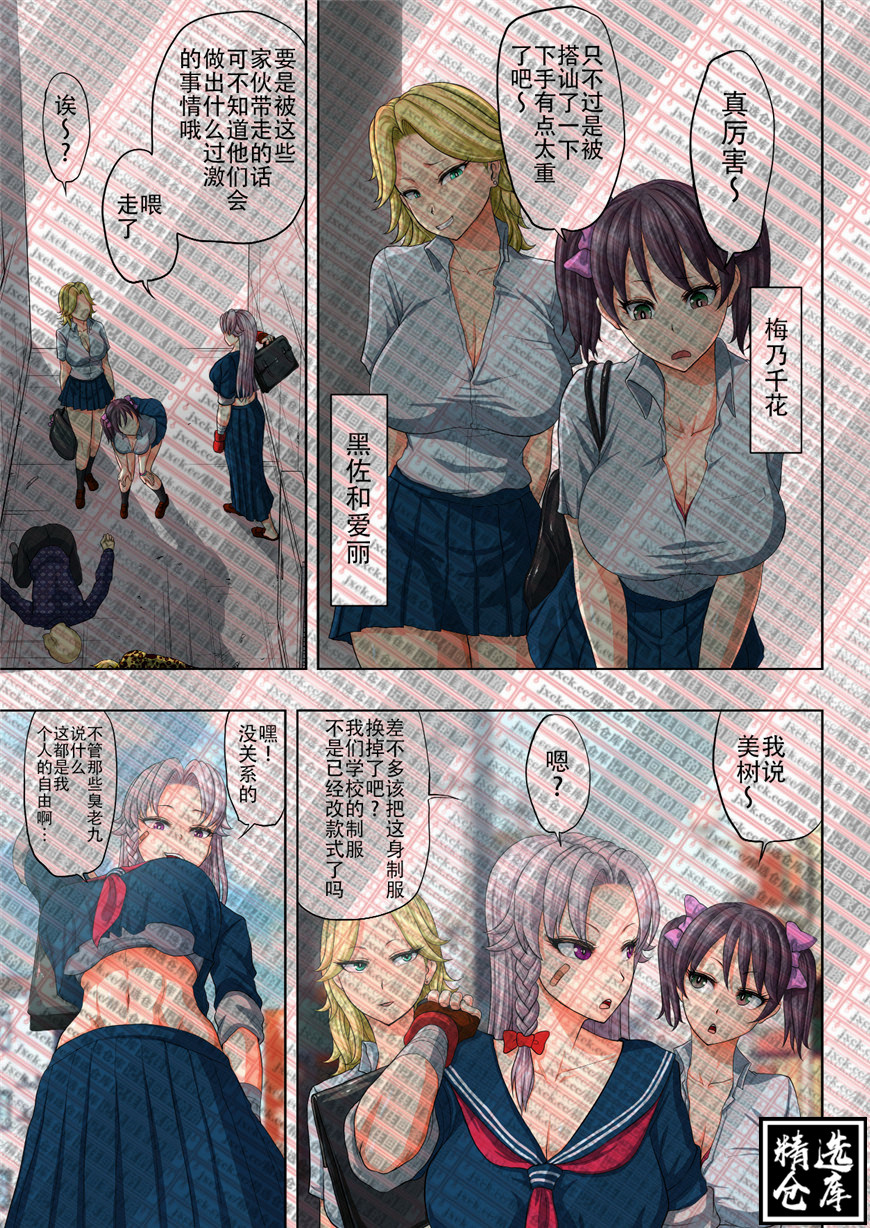 真厉害～
只不过是被
搭讪了一下
下手有点太重
了吧～
梅乃千花
黑佐和爱丽
要是被这些
家伙带走的话
可不知道他们会
做出什么过激
的事情哦
喂
走了
诶～？
我说
美树～
嗯？
差不多该把这身制服
换掉了吧？
我们学校的制服
不是已经改款式了吗
嘿！
没关系的
不管那些臭老九
说什么
这都是我
个人的自由啊…
精选
仓库
jxck.cc/精选仓库